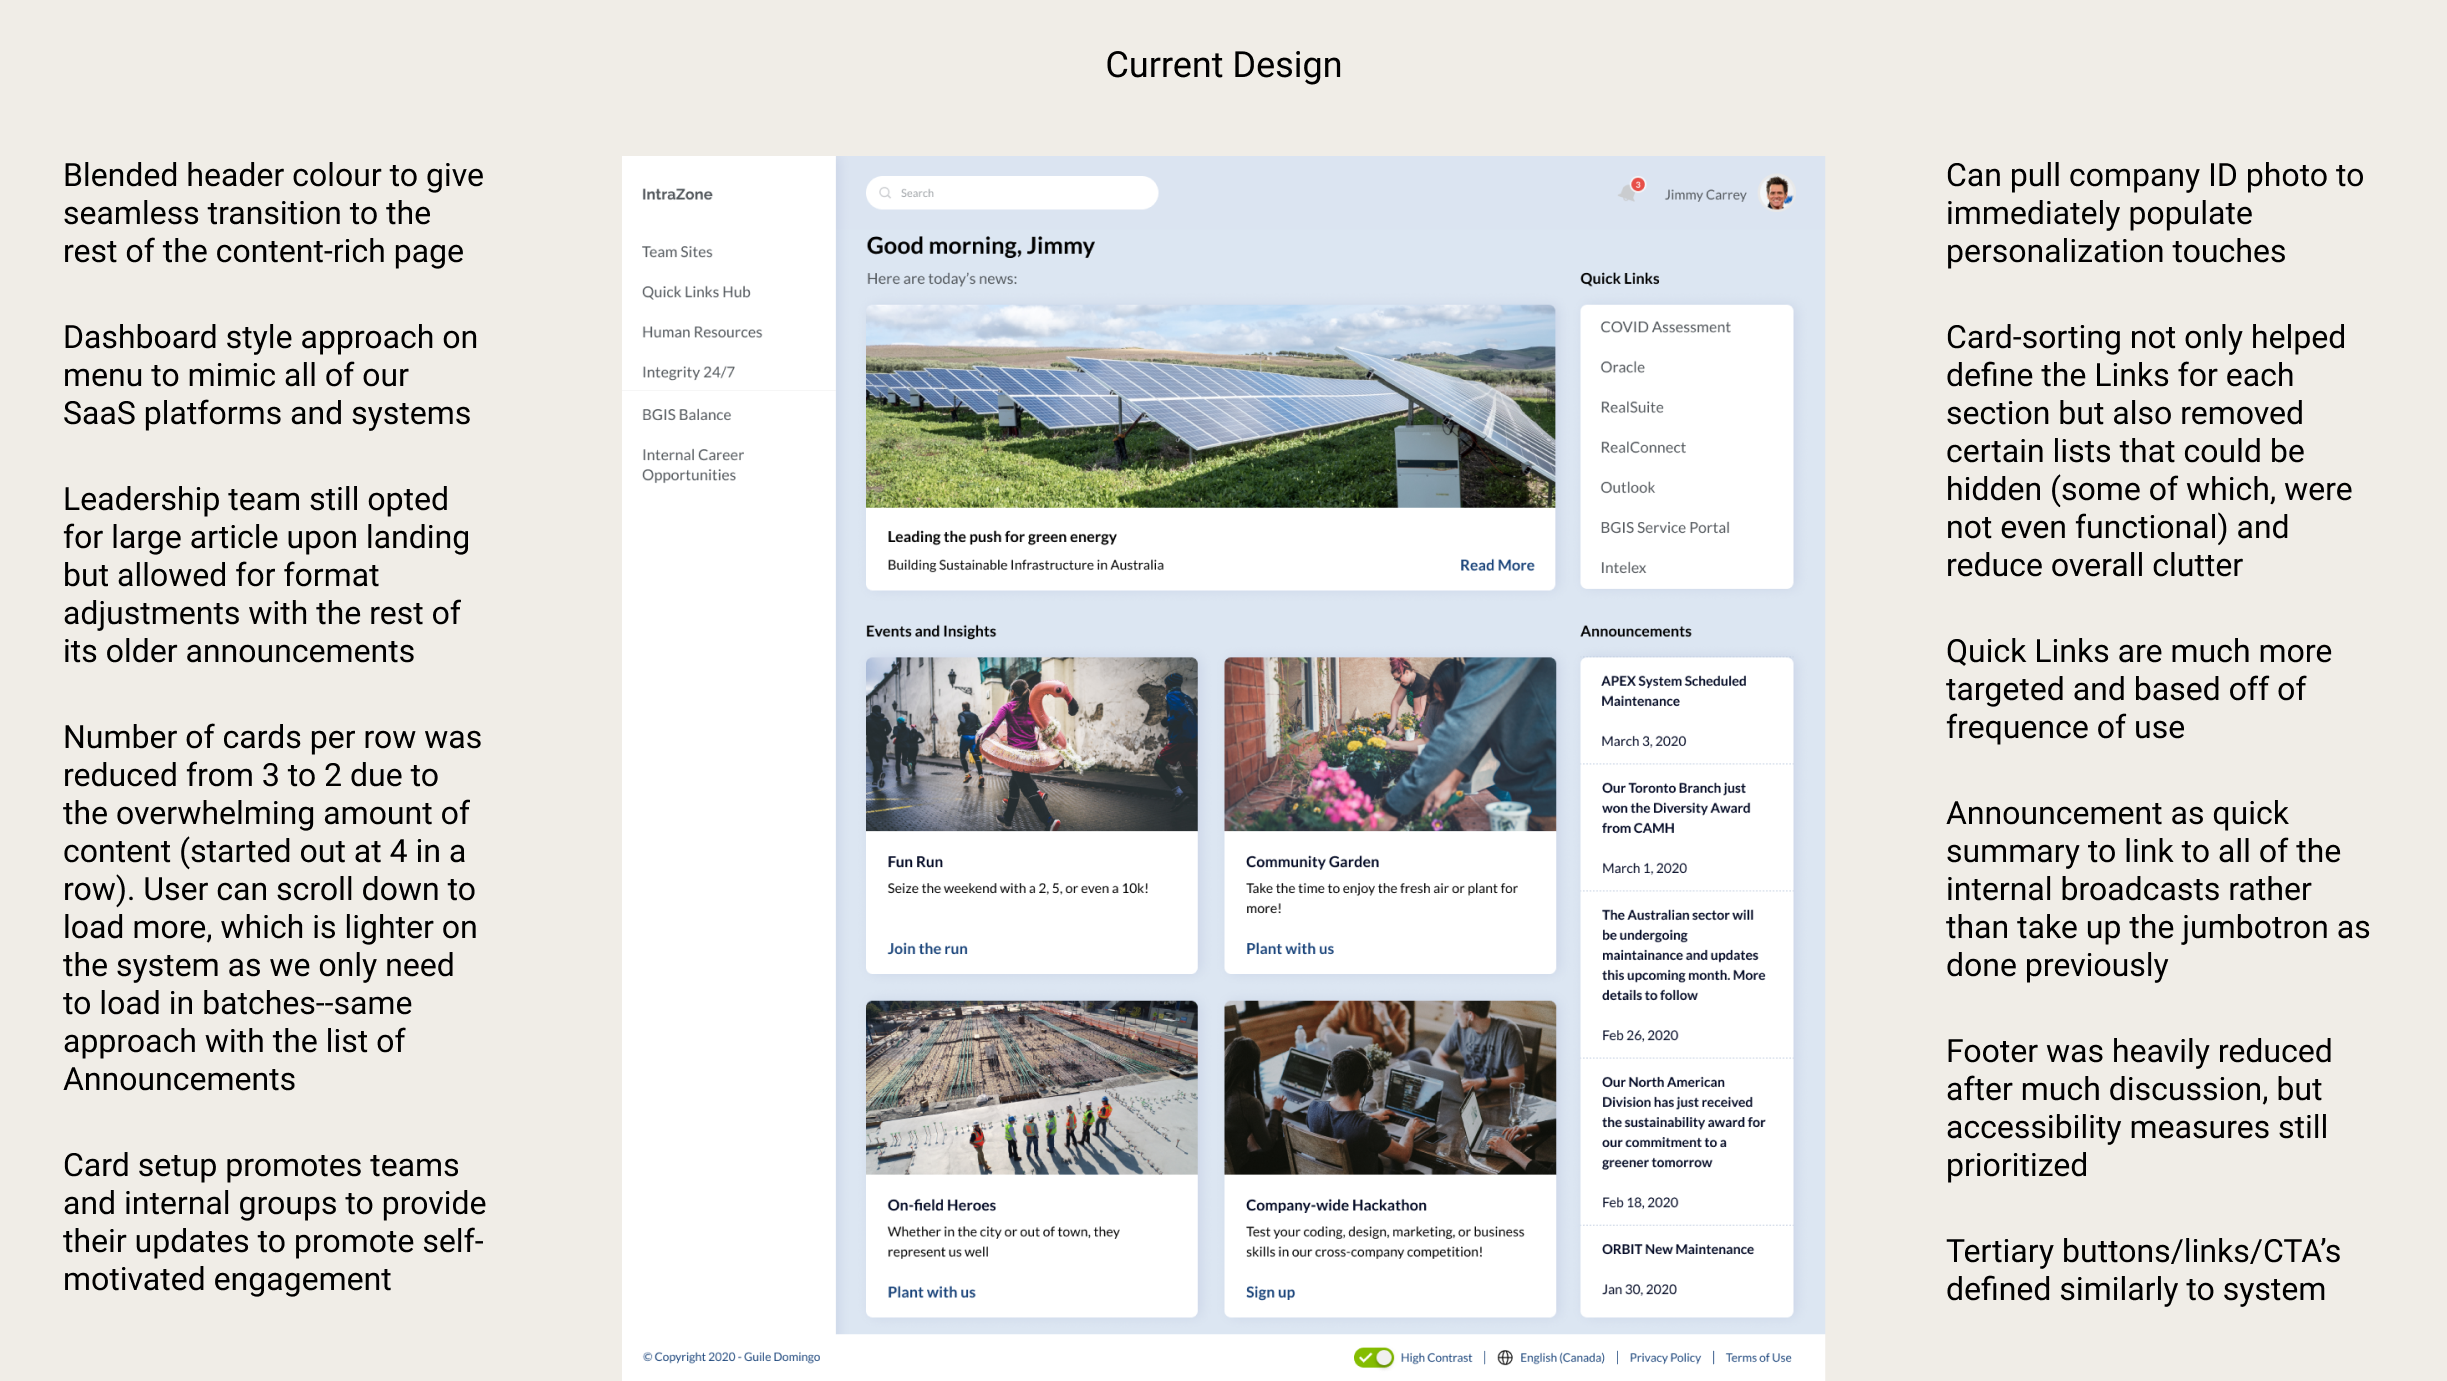 Current Design
Blended header colour to give
seamless transition to the
rest of the content-rich page
Dashboard style approach on
menu to mimic all of our
SaaS platforms and systems
Leadership team still opted
for large article upon landing
but allowed for format
adjustments with the rest of
its older announcements
Number of cards per row was
reduced from 3 to 2 due to
the overwhelming amount of
content (started out at 4 in a
row). User can scroll down to
load more, which is lighter on
the system as we only need
to load in batches--same
approach with the list of
Announcements
Card setup promotes teams
and internal groups to provide
their updates to promote self-
motivated engagement
IntraZone
Team Sites
Quick Links Hub
Human Resources
Integrity 24/7
BGIS Balance
Internal Career
Opportunities
Search
3
Jimmy Carrey
Good morning, Jimmy
Here are today's news:
Leading the push for green energy
Building Sustainable Infrastructure in Australia
Read More
Quick Links
COVID Assessment
Oracle
RealSuite
RealConnect
Outlook
BGIS Service Portal
Intelex
Events and Insights
Fun Run
Seize the weekend with a 2, 5, or even a 10k!
Join the run
Community Garden
Take the time to enjoy the fresh air or plant for
more!
Plant with us
On-field Heroes
Whether in the city or out of town, they
represent us well
Plant with us
Company-wide Hackathon
Test your coding, design, marketing, or business
skills in our cross-company competition!
Sign up
Announcements
APEX System Scheduled
Maintenance
March 3, 2020
Our Toronto Branch just
won the Diversity Award
from CAMH
March 1, 2020
The Australian sector will
be undergoing
maintainance and updates
this upcoming month. More
details to follow
Feb 26, 2020
Our North American
Division has just received
the sustainability award for
our commitment to a
greener tomorrow
Feb 18, 2020
ORBIT New Maintenance
Jan 30, 2020
© Copyright 2020 - Guile Domingo
High Contrast | English (Canada) | Privacy Policy | Terms of Use
Can pull company ID photo to
immediately populate
personalization touches
Card-sorting not only helped
define the Links for each
section but also removed
certain lists that could be
hidden (some of which, were
not even functional) and
reduce overall clutter
Quick Links are much more
targeted and based off of
frequence of use
Announcement as quick
summary to link to all of the
internal broadcasts rather
than take up the jumbotron as
done previously
Footer was heavily reduced
after much discussion, but
accessibility measures still
prioritized
Tertiary buttons/links/CTA's
defined similarly to system